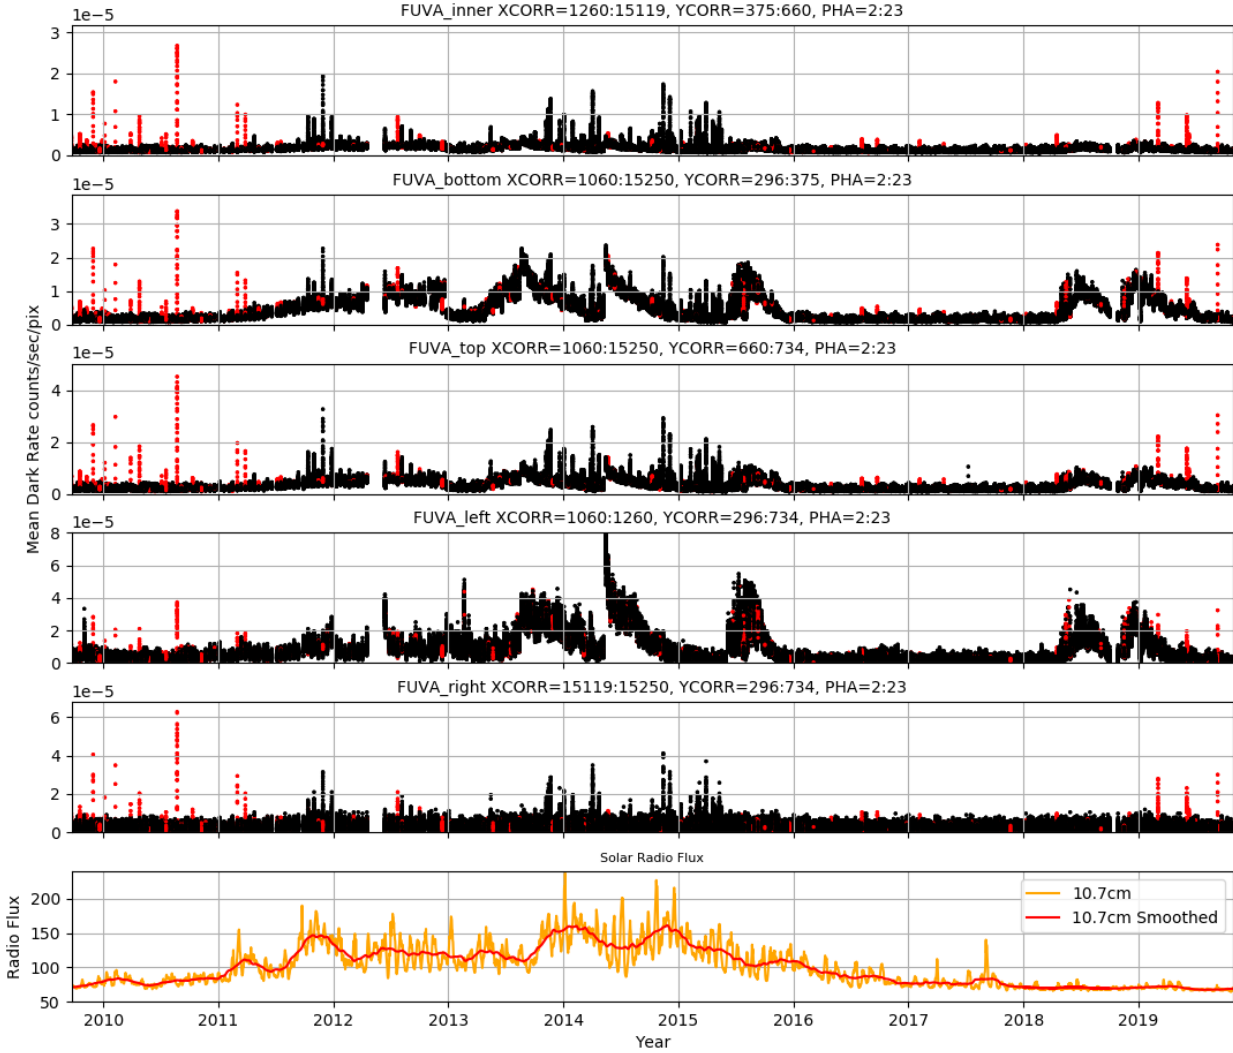 FUVA_inner XCORR=1260:15119, YCORR=375:660, PHA=2:23
1e−5
3
2
1
0
FUVA_bottom XCORR=1060:15250, YCORR=296:375, PHA=2:23
1e−5
3
2
1
0
FUVA_top XCORR=1060:15250, YCORR=660:734, PHA=2:23
1e−5
4
2
0
Mean Dark Rate counts/sec/pix
FUVA_left XCORR=1060:1260, YCORR=296:734, PHA=2:23
1e−5
8
6
4
2
0
FUVA_right XCORR=15119:15250, YCORR=296:734, PHA=2:23
1e−5
6
4
2
0
Solar Radio Flux
Radio Flux
200
150
100
50
10.7cm
10.7cm Smoothed
2010 2011 2012 2013 2014 2015 2016 2017 2018 2019
Year